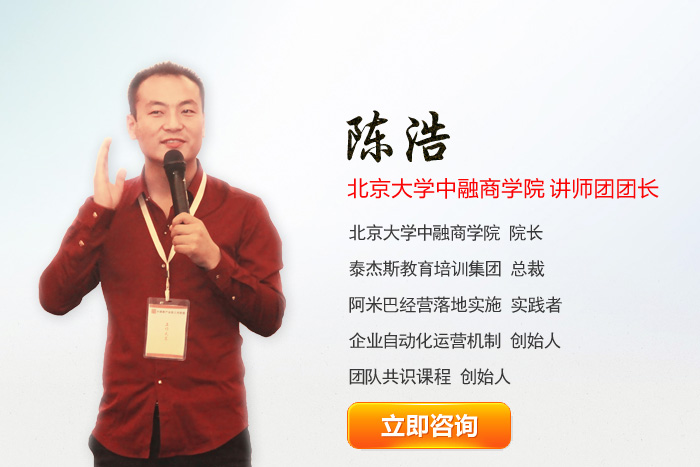 陈浩
北京大学中融商学院 讲师团团长
北京大学中融商学院 院长
泰杰斯教育培训集团 总裁
阿米巴经营落地实施 实践者
企业自动化运营机制 创始人
团队共识课程 创始人
立即咨询